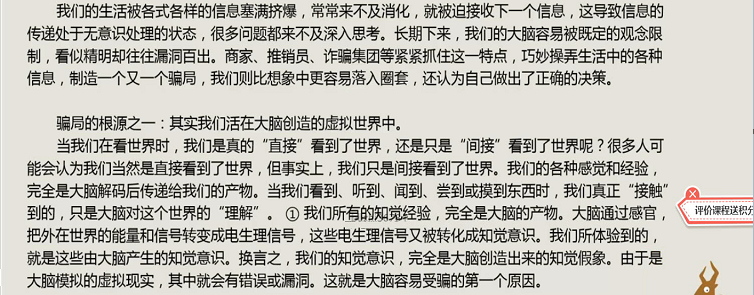 我们的生活被各式各样的信息塞满挤爆，常常来不及消化，就被迫接收下一个信息，这导致信息的
传递处于无意识处理的状态，很多问题都来不及深入思考。长期下来，我们的大脑容易被既定的观念限
制，看似精明却往往漏洞百出。商家、推销员、诈骗集团等紧紧抓住这一特点，巧妙操弄生活中的各种
信息，制造一个又一个骗局，我们则比想象中更容易落入圈套，还认为自己做出了正确的决策。
骗局的根源之一：其实我们活在大脑创造的虚拟世界中。
当我们在看世界时，我们是真的“直接”看到了世界，还是只是“间接”看到了世界呢？很多人可
能会认为我们当然是直接看到了世界，但事实上，我们只是间接看到了世界。我们的各种感觉和经验，
完全是大脑解码后传递给我们的产物。当我们看到、听到、闻到、尝到或摸到东西时，我们真正“接触”
到的，只是大脑对这个世界的“理解”。 ① 我们所有的知觉经验，完全是大脑的产物。大脑通过感官，
把外在世界的能量和信号转变成电生理信号，这些电生理信号又被转化成知觉意识。我们所体验到的，
就是这些由大脑产生的知觉意识。换言之，我们的知觉意识，完全是大脑创造出来的知觉假象。由于是
大脑模拟的虚拟现实，其中就会有错误或漏洞。这就是大脑容易受骗的第一个原因。
评价课程送积分